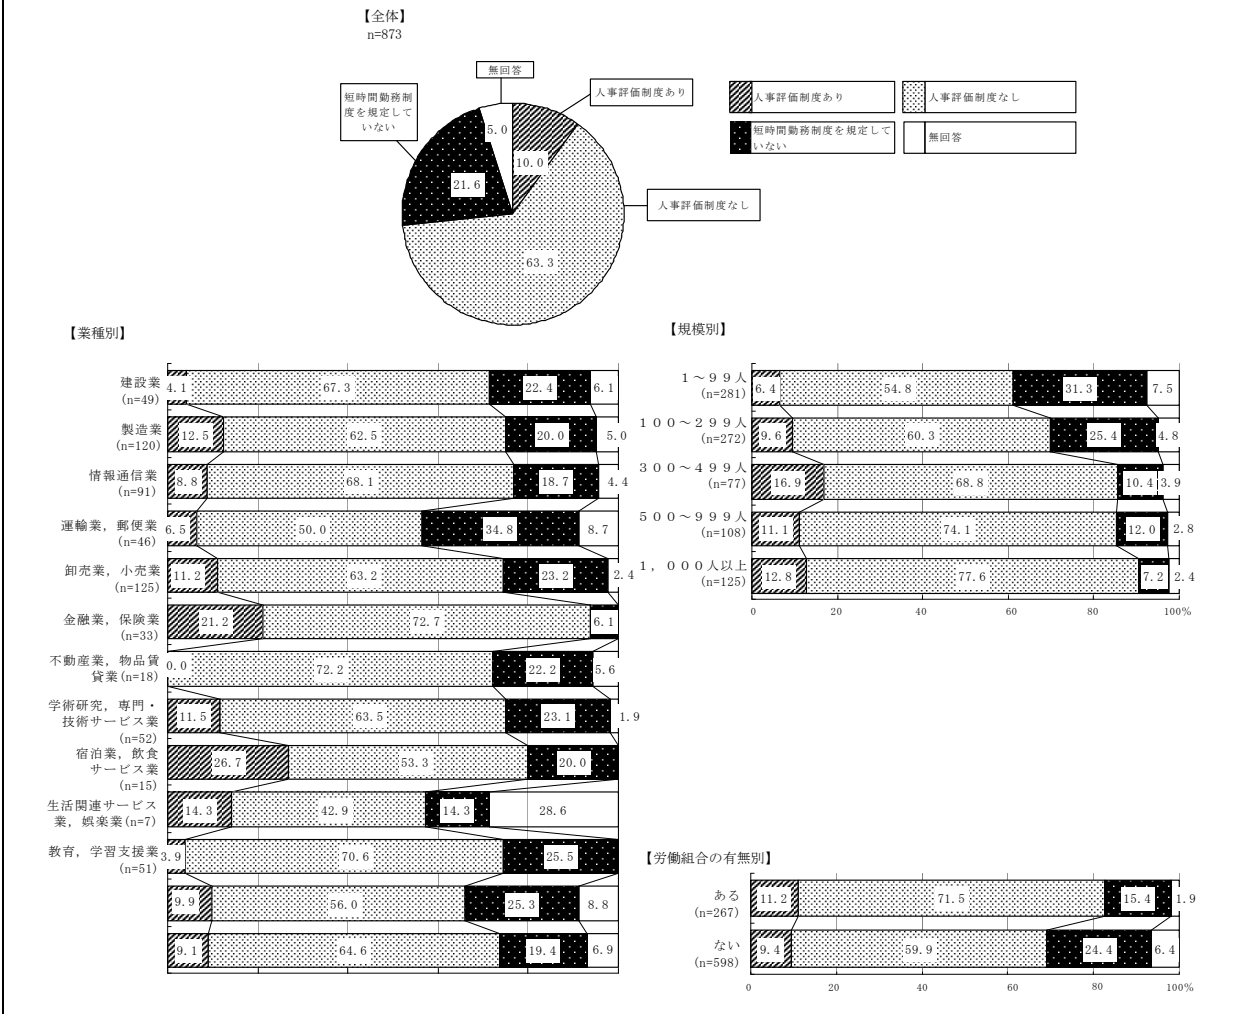 【全体】
n=873
無回答
人事評価制度あり
短時間勤務制
度を規定して
いない
5.0
10.0
21.6
人事評価制度なし
63.3
人事評価制度あり
人事評価制度なし
短時間勤務制度を規定して
いない
無回答
【業種別】
建設業
(n=49)
4.1 67.3 22.4 6.1
製造業
(n=120)
12.5 62.5 20.0 5.0
情報通信業
(n=91)
8.8 68.1 18.7 4.4
運輸業，郵便業
(n=46)
6.5 50.0 34.8 8.7
卸売業，小売業
(n=125)
11.2 63.2 23.2 2.4
金融業，保険業
(n=33)
21.2 72.7 6.1
不動産業，物品賃
貸業(n=18)
0.0 72.2 22.2 5.6
学術研究，専門・
技術サービス業
(n=52)
11.5 63.5 23.1 1.9
宿泊業，飲食
サービス業
(n=15)
26.7 53.3 20.0
生活関連サービス
業，娯楽業(n=7)
14.3 42.9 14.3 28.6
教育，学習支援業
(n=51)
3.9 70.6 25.5
9.9 56.0 25.3 8.8
9.1 64.6 19.4 6.9
【規模別】
１～９９人
(n=281)
6.4 54.8 31.3 7.5
１００～２９９人
(n=272)
9.6 60.3 25.4 4.8
３００～４９９人
(n=77)
16.9 68.8 10.4 3.9
５００～９９９人
(n=108)
11.1 74.1 12.0 2.8
１，０００人以上
(n=125)
12.8 77.6 7.2 2.4
0 20 40 60 80 100%
【労働組合の有無別】
ある
(n=267)
11.2 71.5 15.4 1.9
ない
(n=598)
9.4 59.9 24.4 6.4
0 20 40 60 80 100%